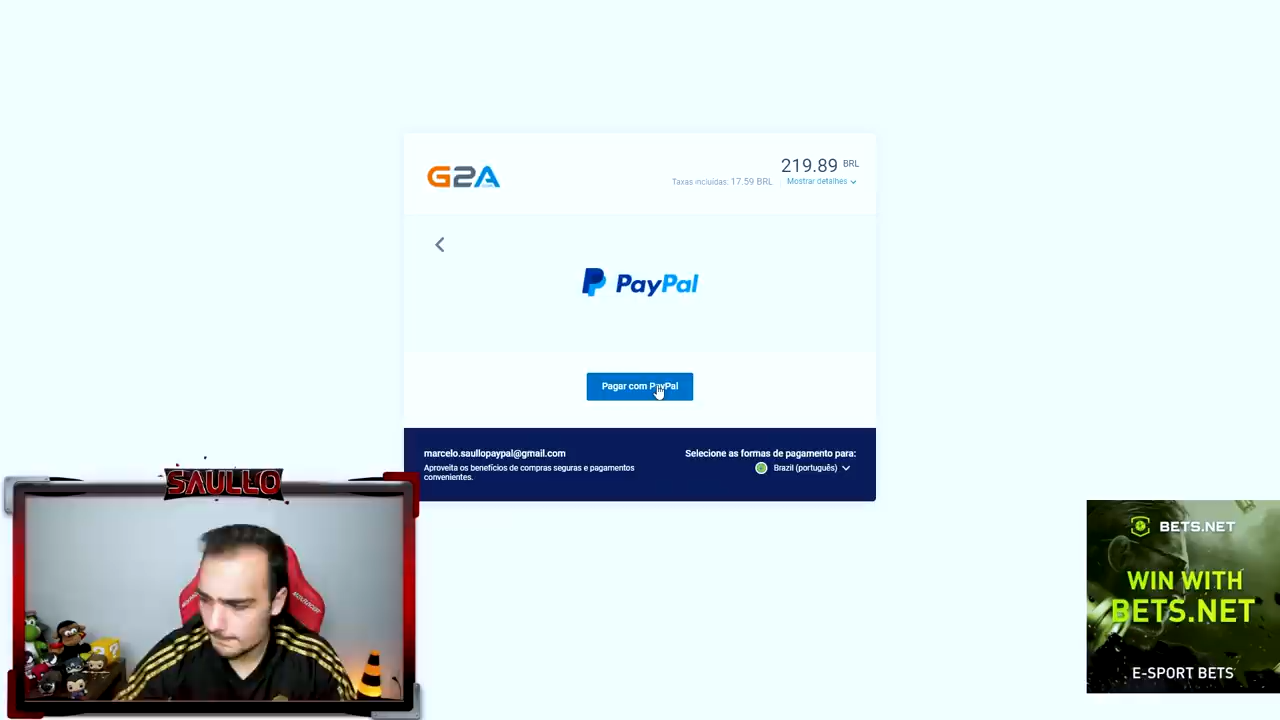 G2A
219.89 BRL
Taxas incluídas: 17.59 BRL
Mostrar detalhes
PayPal
Pagar com PayPal
marcelo.saullopaypal@gmail.com
Aproveita os benefícios de compras seguras e pagamentos
convenientes.
Selecione as formas de pagamento para:
Brazil (português)
SAULLO
BETS.NET
WIN WITH
BETS.NET
E-SPORT BETS